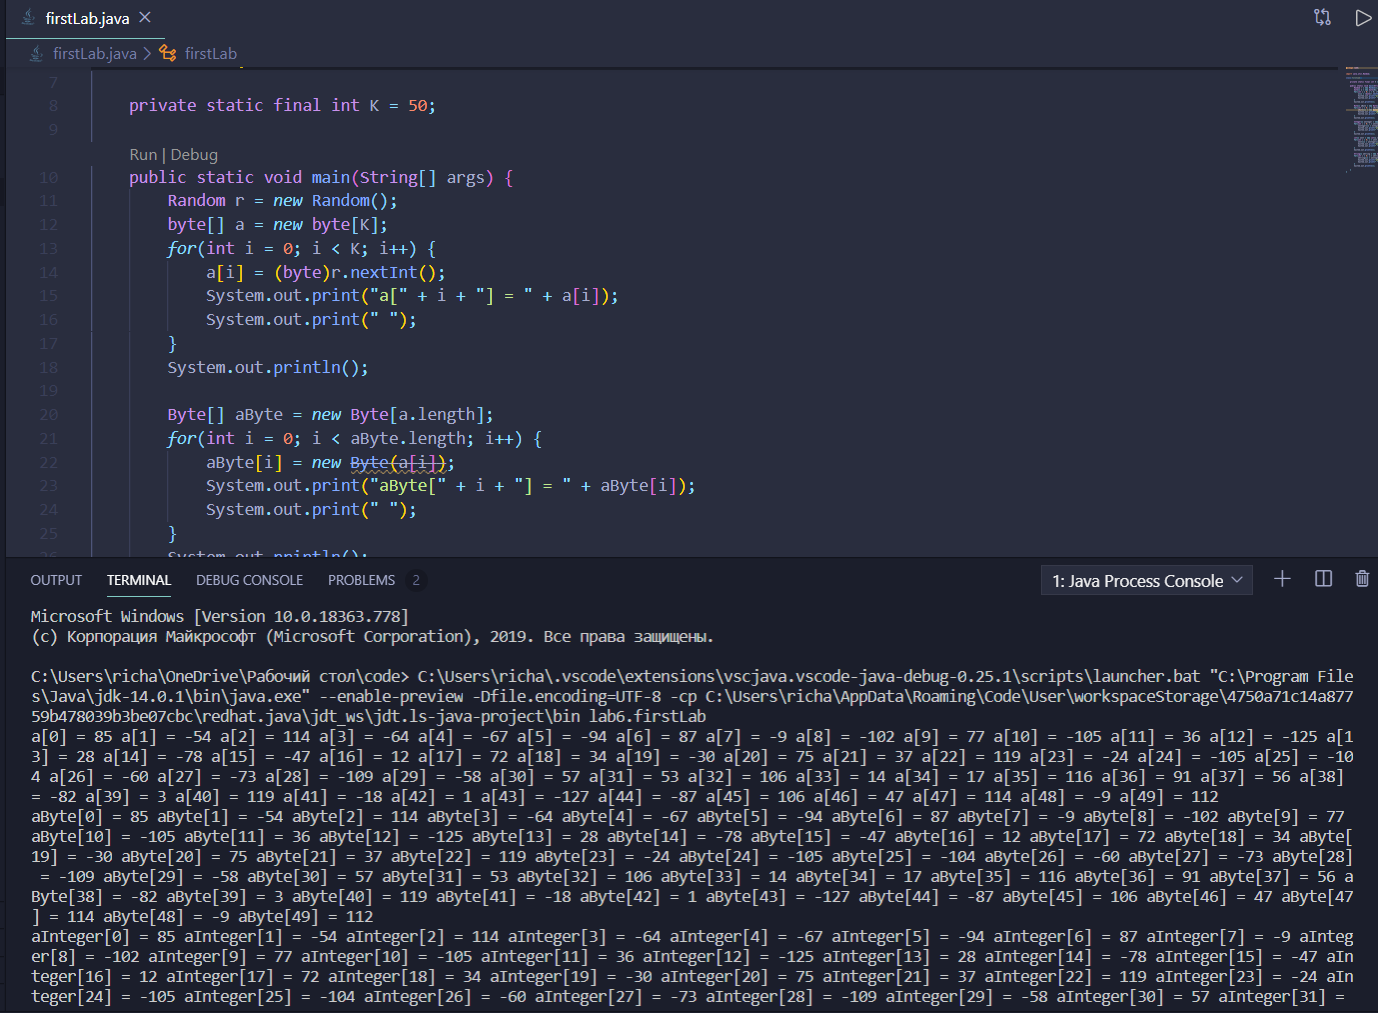 firstLab.java
firstLab.java > firstLab
7
8 private static final int K = 50;
9
Run | Debug
10 public static void main(String[] args) {
11 Random r = new Random();
12 byte[] a = new byte[K];
13 for(int i = 0; i < K; i++) {
14 a[i] = (byte)r.nextInt();
15 System.out.print("a[" + i + "] = " + a[i]);
16 System.out.print(" ");
17 }
18 System.out.println();
19
20 Byte[] aByte = new Byte[a.length];
21 for(int i = 0; i < aByte.length; i++) {
22 aByte[i] = new Byte(a[i]);
23 System.out.print("aByte[" + i + "] = " + aByte[i]);
24 System.out.print(" ");
25 }
26 System.out.println();
OUTPUT TERMINAL DEBUG CONSOLE PROBLEMS 2 1: Java Process Console
Microsoft Windows [Version 10.0.18363.778]
(c) Корпорация Майкрософт (Microsoft Corporation), 2019. Все права защищены.
C:\Users\richa\OneDrive\Рабочий стол\code> C:\Users\richa\.vscode\extensions\vscjava.vscode-java-debug-0.25.1\scripts\launcher.bat "C:\Program File
s\Java\jdk-14.0.1\bin\java.exe" --enable-preview -Dfile.encoding=UTF-8 -cp C:\Users\richa\AppData\Roaming\Code\User\workspaceStorage\4750a71c14a877
59b478039b3be07cbc\redhat.java\jdt_ws\jdt.ls-java-project\bin lab6.firstLab
a[0] = 85 a[1] = -54 a[2] = 114 a[3] = -64 a[4] = -67 a[5] = -94 a[6] = 87 a[7] = -9 a[8] = -102 a[9] = 77 a[10] = -105 a[11] = 36 a[12] = -125 a[1
3] = 28 a[14] = -78 a[15] = -47 a[16] = 12 a[17] = 72 a[18] = 34 a[19] = -30 a[20] = 75 a[21] = 37 a[22] = 119 a[23] = -24 a[24] = -105 a[25] = -10
4 a[26] = -60 a[27] = -73 a[28] = -109 a[29] = -58 a[30] = 57 a[31] = 53 a[32] = 106 a[33] = 14 a[34] = 17 a[35] = 116 a[36] = 91 a[37] = 56 a[38]
= -82 a[39] = 3 a[40] = 119 a[41] = -18 a[42] = 1 a[43] = -127 a[44] = -87 a[45] = 106 a[46] = 47 a[47] = 114 a[48] = -9 a[49] = 112
aByte[0] = 85 aByte[1] = -54 aByte[2] = 114 aByte[3] = -64 aByte[4] = -67 aByte[5] = -94 aByte[6] = 87 aByte[7] = -9 aByte[8] = -102 aByte[9] = 77
aByte[10] = -105 aByte[11] = 36 aByte[12] = -125 aByte[13] = 28 aByte[14] = -78 aByte[15] = -47 aByte[16] = 12 aByte[17] = 72 aByte[18] = 34 aByte[
19] = -30 aByte[20] = 75 aByte[21] = 37 aByte[22] = 119 aByte[23] = -24 aByte[24] = -105 aByte[25] = -104 aByte[26] = -60 aByte[27] = -73 aByte[28]
= -109 aByte[29] = -58 aByte[30] = 57 aByte[31] = 53 aByte[32] = 106 aByte[33] = 14 aByte[34] = 17 aByte[35] = 116 aByte[36] = 91 aByte[37] = 56 a
Byte[38] = -82 aByte[39] = 3 aByte[40] = 119 aByte[41] = -18 aByte[42] = 1 aByte[43] = -127 aByte[44] = -87 aByte[45] = 106 aByte[46] = 47 aByte[47
] = 114 aByte[48] = -9 aByte[49] = 112
aInteger[0] = 85 aInteger[1] = -54 aInteger[2] = 114 aInteger[3] = -64 aInteger[4] = -67 aInteger[5] = -94 aInteger[6] = 87 aInteger[7] = -9 aInteg
er[8] = -102 aInteger[9] = 77 aInteger[10] = -105 aInteger[11] = 36 aInteger[12] = -125 aInteger[13] = 28 aInteger[14] = -78 aInteger[15] = -47 aIn
teger[16] = 12 aInteger[17] = 72 aInteger[18] = 34 aInteger[19] = -30 aInteger[20] = 75 aInteger[21] = 37 aInteger[22] = 119 aInteger[23] = -24 aIn
teger[24] = -105 aInteger[25] = -104 aInteger[26] = -60 aInteger[27] = -73 aInteger[28] = -109 aInteger[29] = -58 aInteger[30] = 57 aInteger[31] =